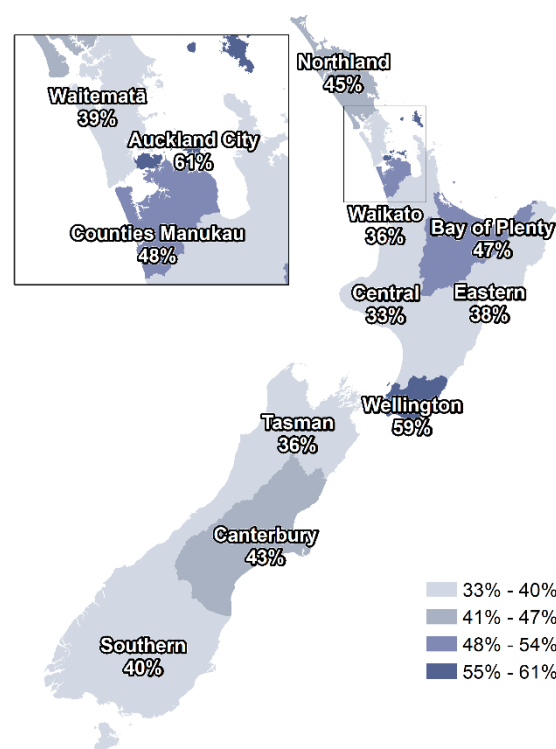 Northland
45%
Waitematā
39%
Auckland City
61%
Counties Manukau
48%
Waikato
36%
Bay of Plenty
47%
Central
33%
Eastern
38%
Wellington
59%
Tasman
36%
Canterbury
43%
Southern
40%
33% - 40%
41% - 47%
48% - 54%
55% - 61%